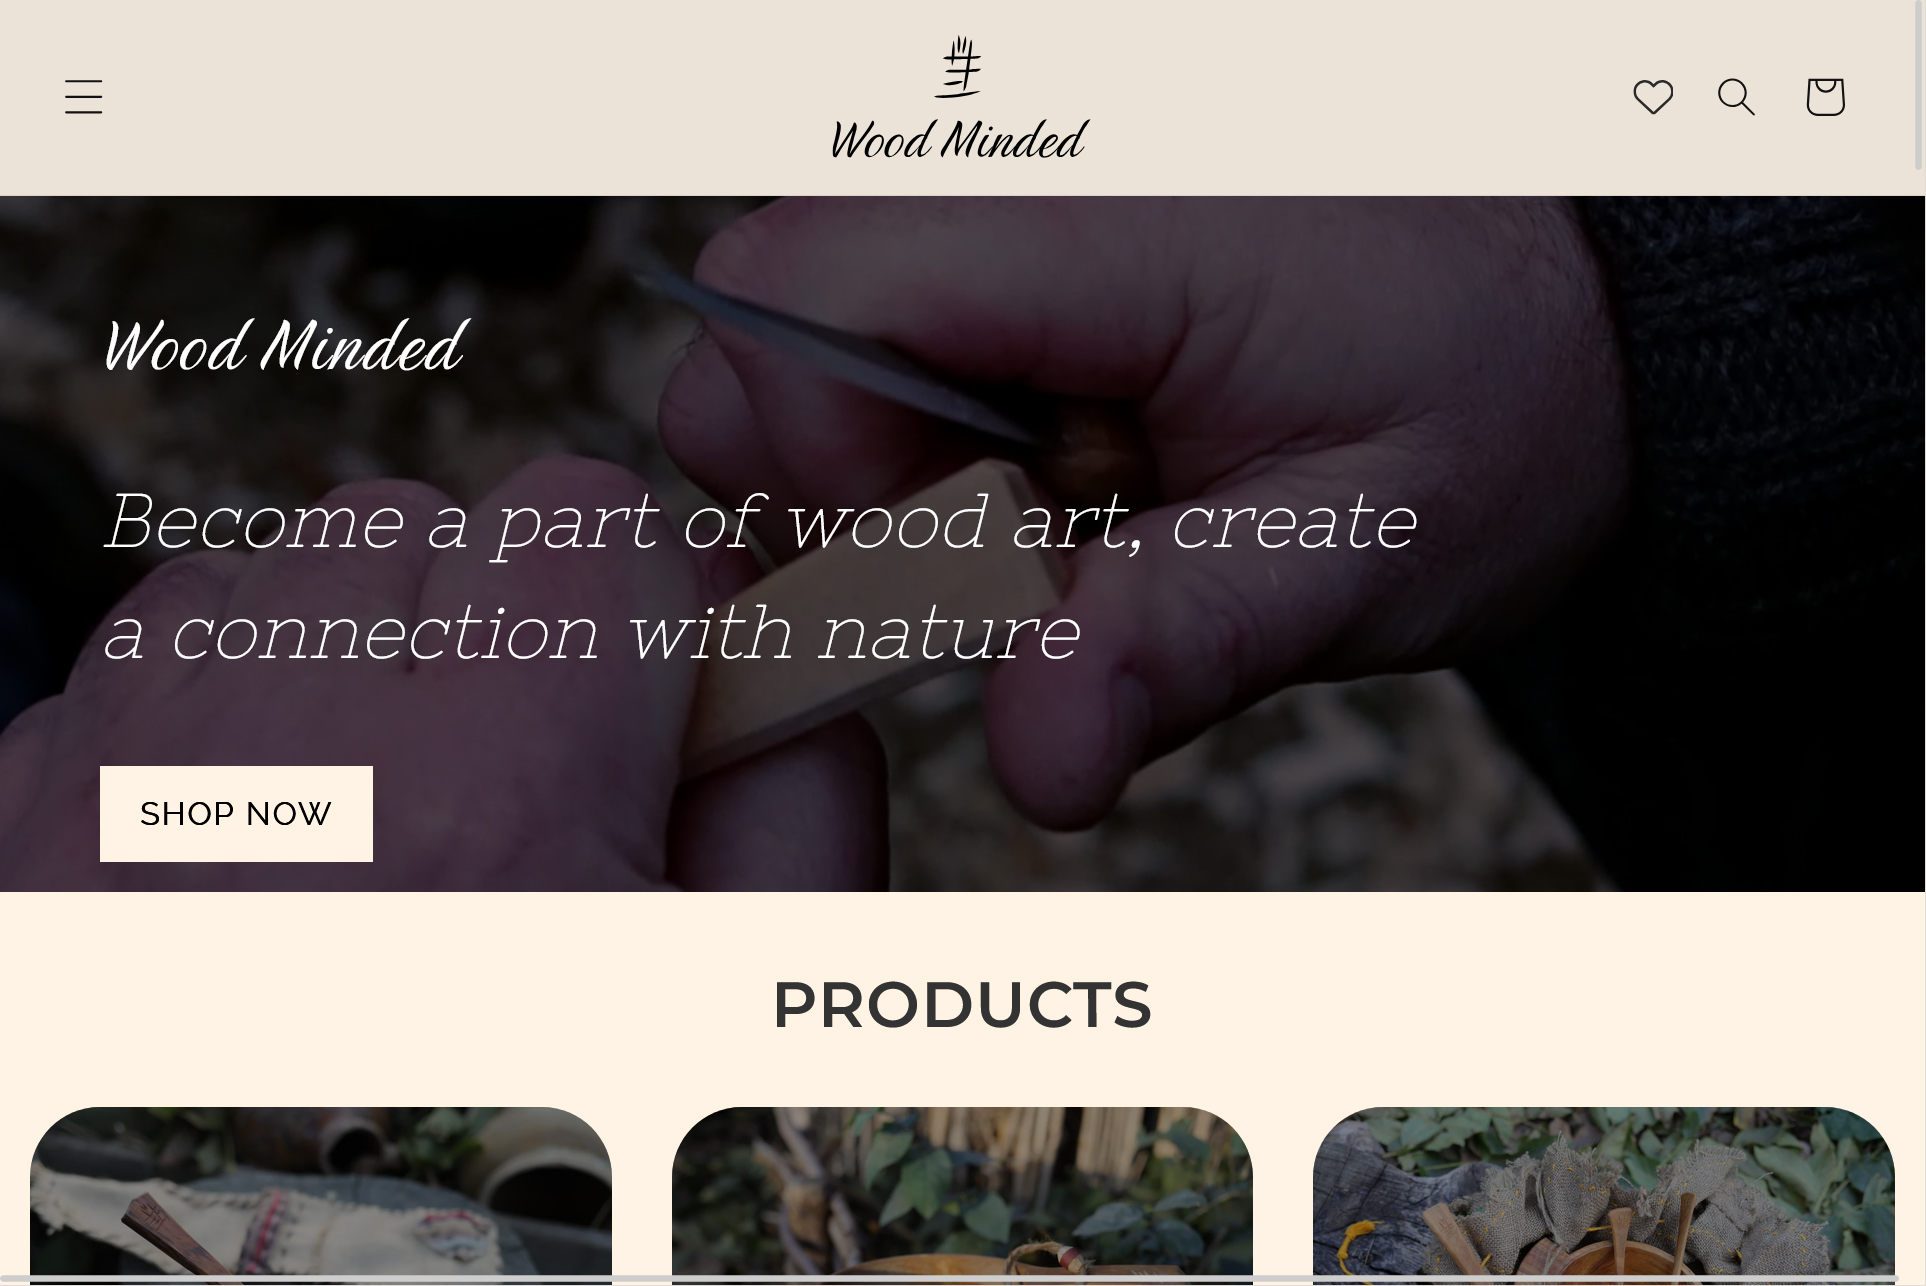 Wood Minded
Wood Minded
Become a part of wood art, create
a connection with nature
SHOP NOW
PRODUCTS